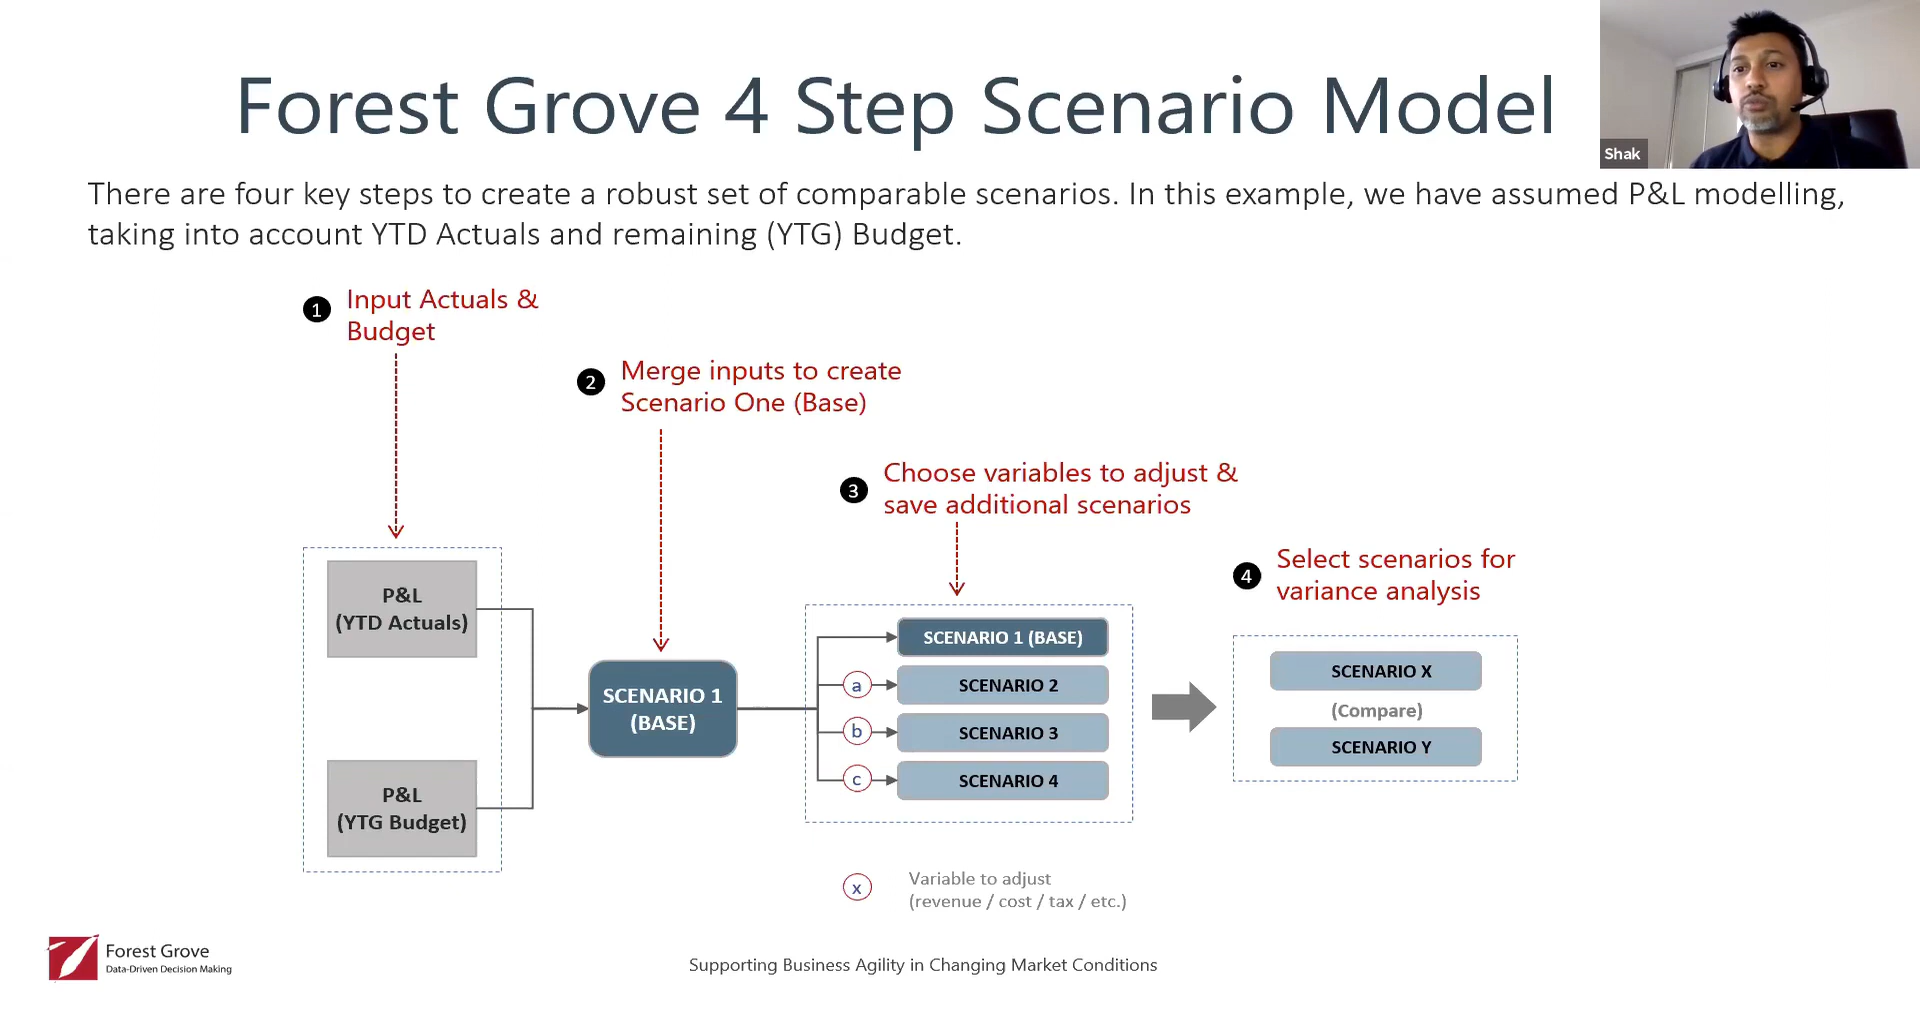 Forest Grove 4 Step Scenario Model
Shak
There are four key steps to create a robust set of comparable scenarios. In this example, we have assumed P&L modelling,
taking into account YTD Actuals and remaining (YTG) Budget.
1
Input Actuals &
Budget
2
Merge inputs to create
Scenario One (Base)
3
Choose variables to adjust &
save additional scenarios
4
Select scenarios for
variance analysis
P&L
(YTD Actuals)
P&L
(YTG Budget)
SCENARIO 1
(BASE)
SCENARIO 1 (BASE)
a
SCENARIO 2
b
SCENARIO 3
c
SCENARIO 4
SCENARIO X
(Compare)
SCENARIO Y
x
Variable to adjust
(revenue / cost / tax / etc.)
Forest Grove
Data-Driven Decision Making
Supporting Business Agility in Changing Market Conditions